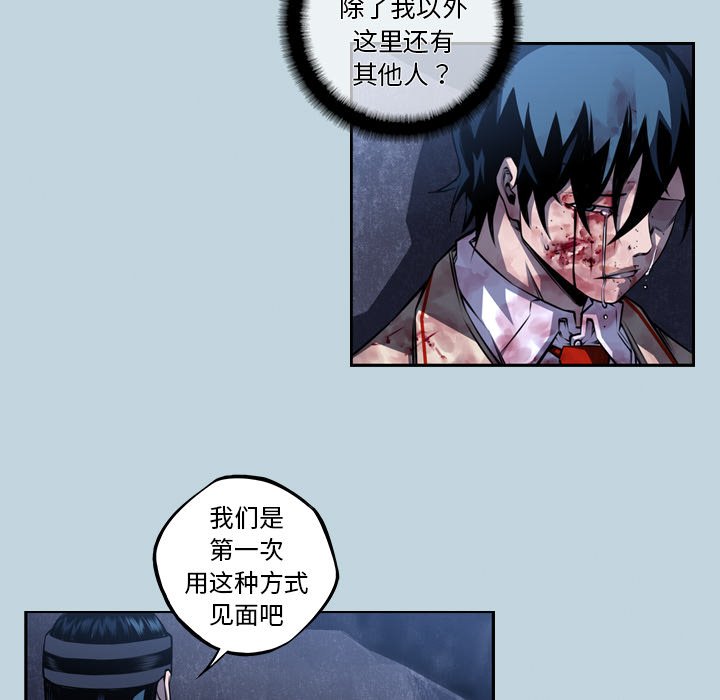 除了我以外
这里还有
其他人？
我们是
第一次
用这种方式
见面吧